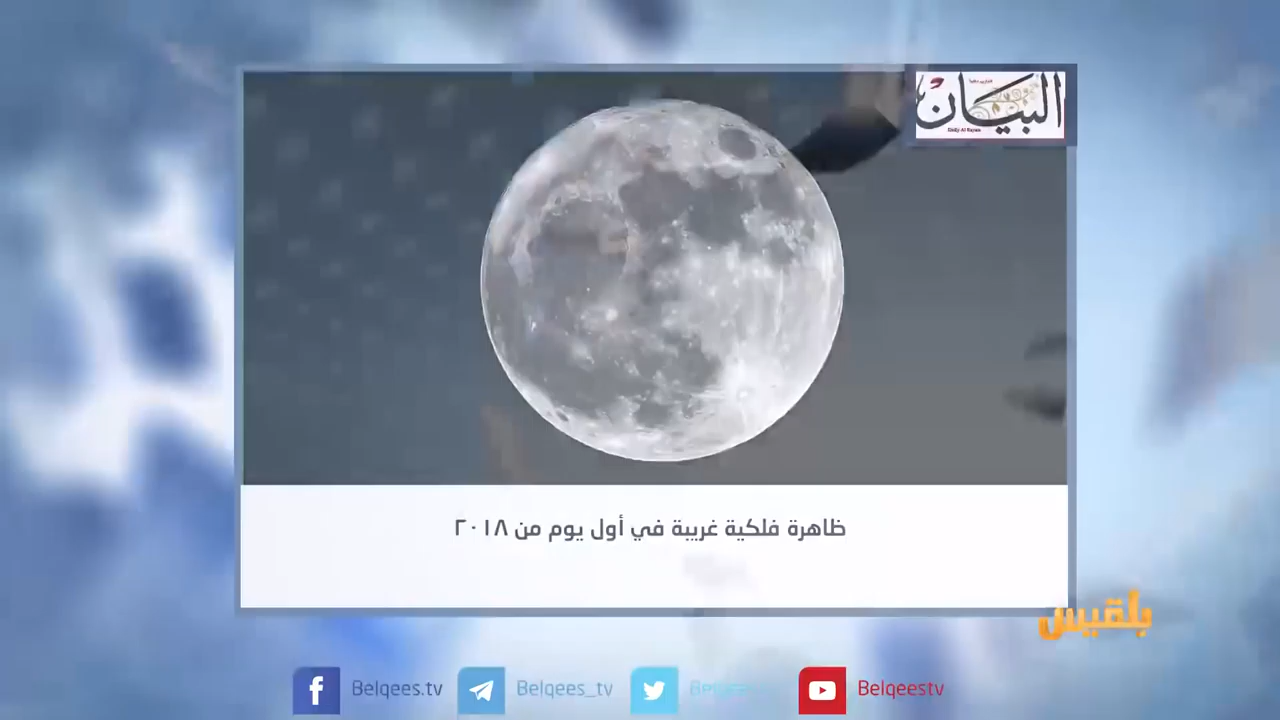 البيان
ظاهرة فلكية غريبة في أول يوم من ٢٠١٨
بلقيس
Belqees.tv
Belqees_tv
Belqeestv